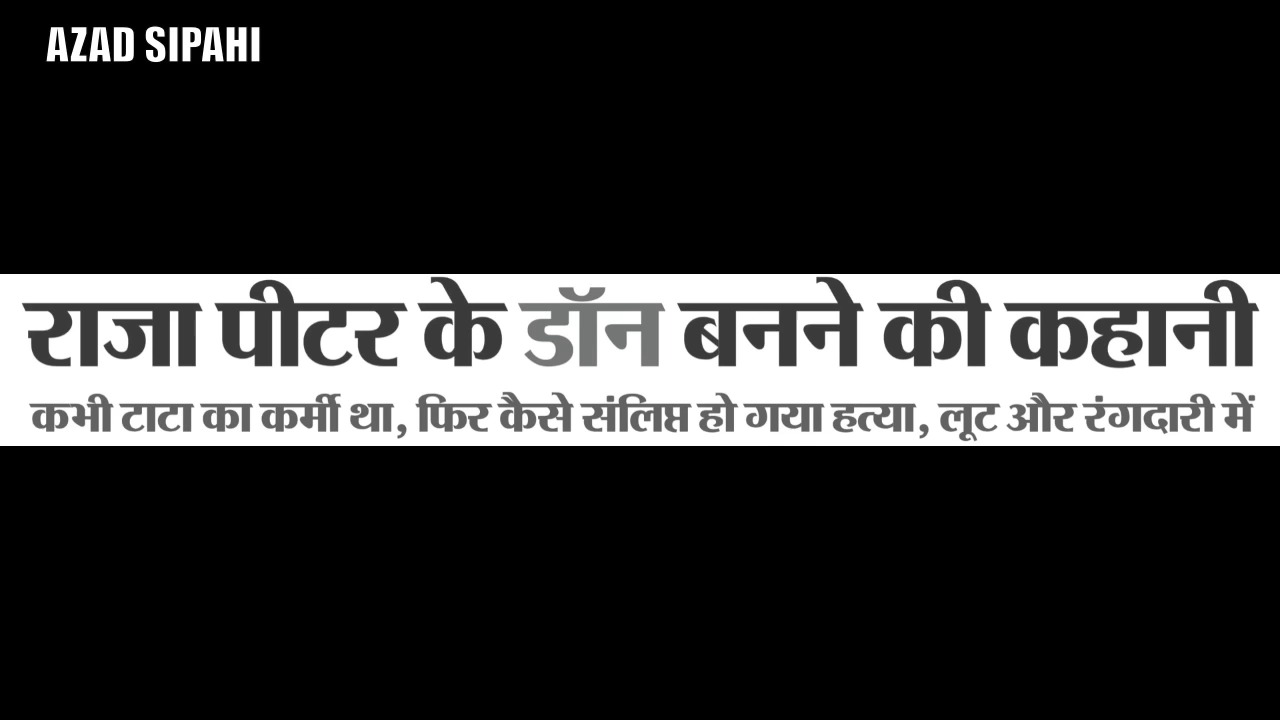 AZAD SIPAHI
राजा पीटर के डॉन बनने की कहानी
कभी टाटा का कर्मी था, फिर कैसे संलिप्त हो गया हत्या, लूट और रंगदारी में